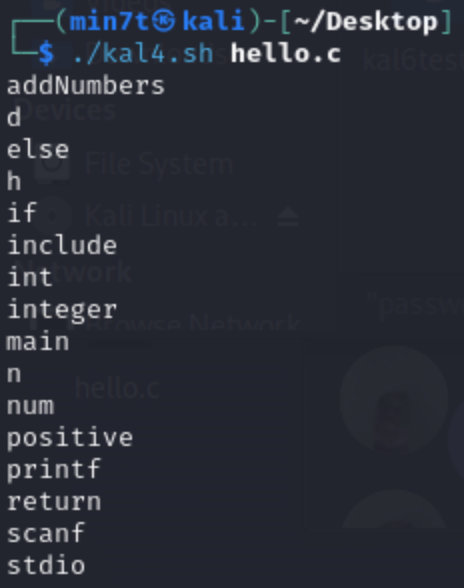 ┌──(min7t㉿kali)-[~/Desktop]
└─$ ./kal4.sh hello.c
kal6test
addNumbers
Devices
d
else
File System
h
if
Kali Linux a...
include
Network
int
integer
"passw
Browse Network
main
n
hello.c
num
positive
printf
return
scanf
stdio